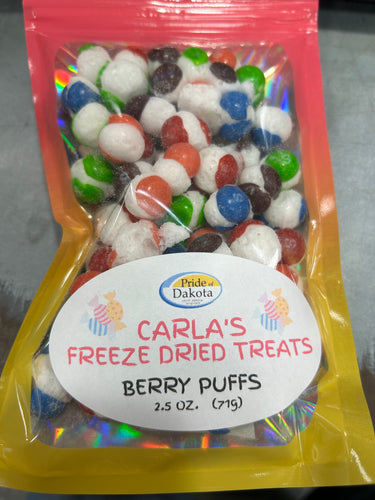 Pride of
Dakota
CARLA'S
FREEZE DRIED TREATS
BERRY PUFFS
2.5 OZ. (71g)